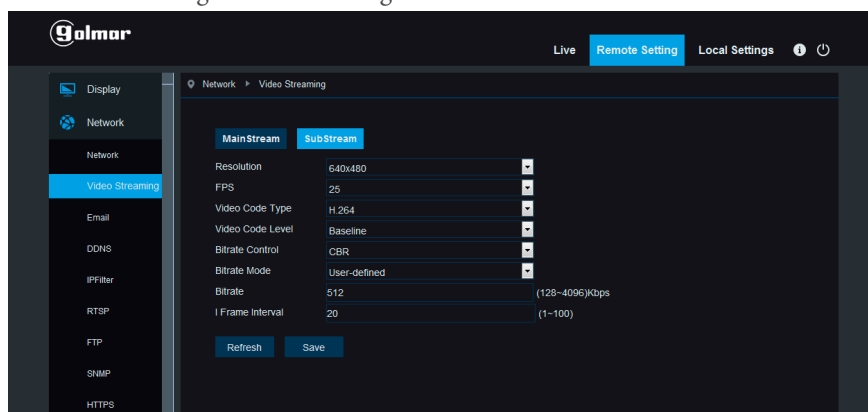 golmar
Live Remote Setting Local Settings
Display
Network
Network
Video Streaming
Email
DDNS
IPFilter
RTSP
FTP
SNMP
HTTPS
Network Video Streaming
MainStream SubStream
Resolution 640x480
FPS 25
Video Code Type H.264
Video Code Level Baseline
Bitrate Control CBR
Bitrate Mode User-defined
Bitrate 512 (128~4096)Kbps
I Frame Interval 20 (1~100)
Refresh Save